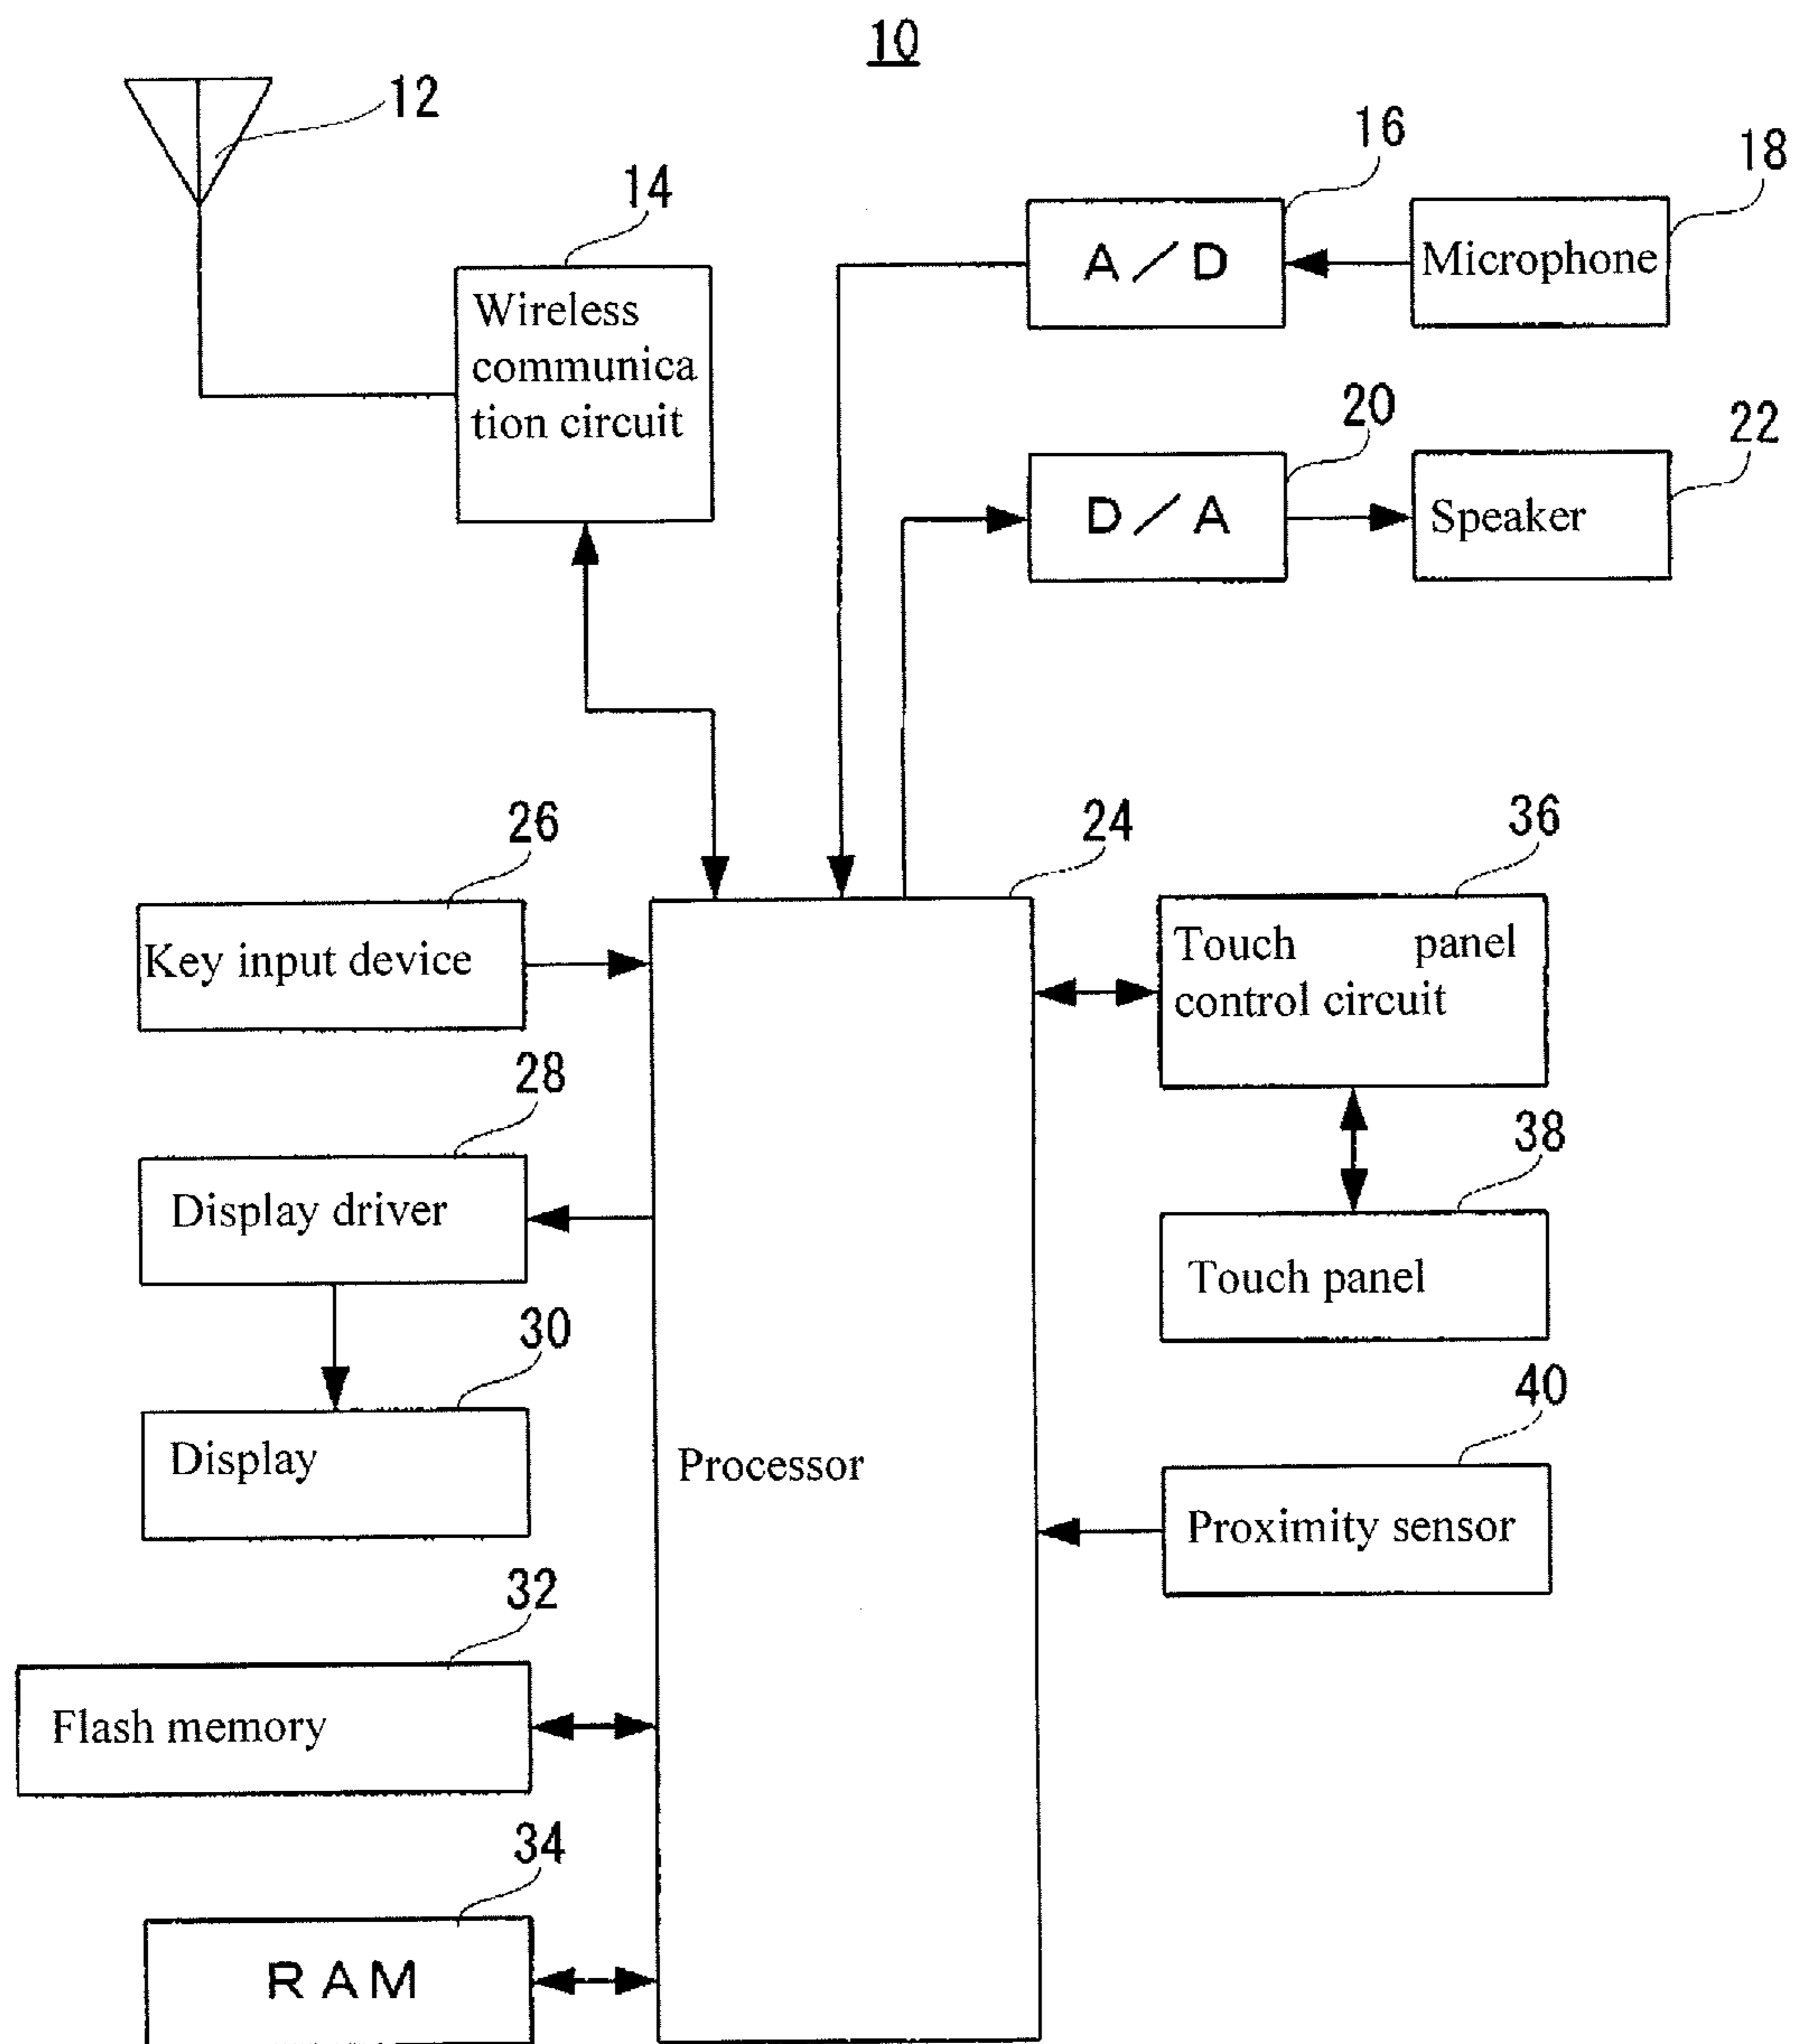 10
12
14
Wireless
communica
tion circuit
16
A／D
18
Microphone
20
D／A
22
Speaker
24
Processor
26
Key input device
28
Display driver
30
Display
32
Flash memory
34
RAM
36
Touch panel
control circuit
38
Touch panel
40
Proximity sensor